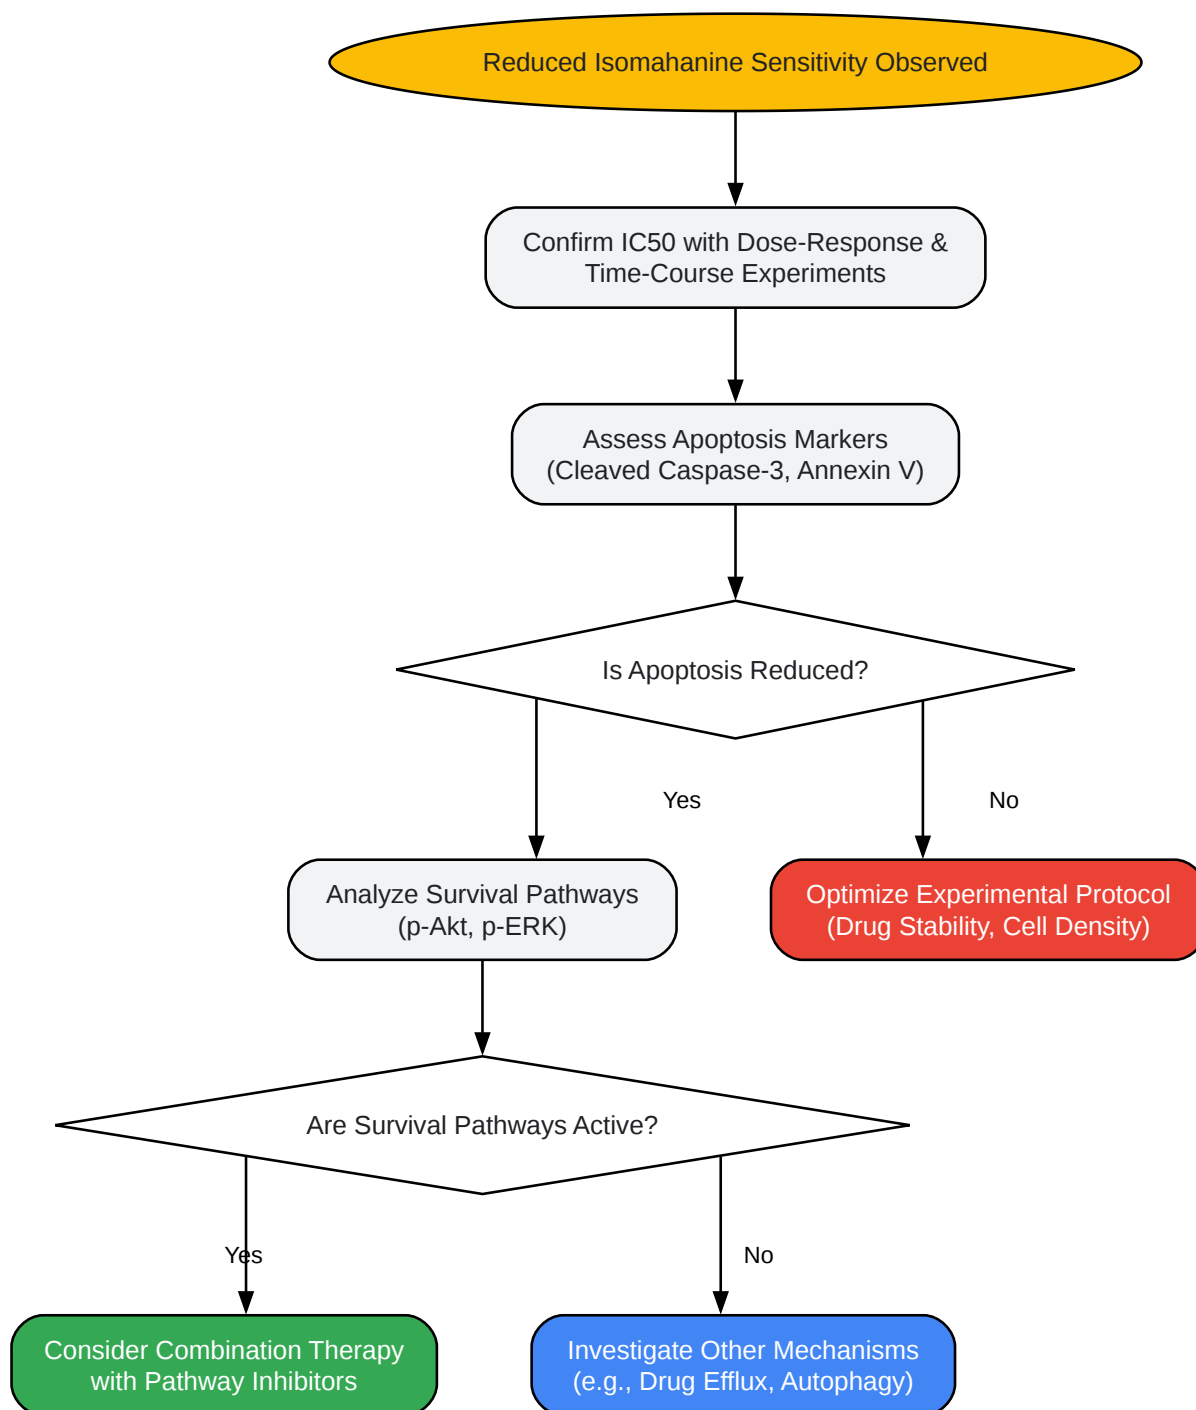 Reduced Isomahanine Sensitivity Observed
Confirm IC50 with Dose-Response &
Time-Course Experiments
Assess Apoptosis Markers
(Cleaved Caspase-3, Annexin V)
Is Apoptosis Reduced?
Yes
No
Analyze Survival Pathways
(p-Akt, p-ERK)
Optimize Experimental Protocol
(Drug Stability, Cell Density)
Are Survival Pathways Active?
Yes
No
Consider Combination Therapy
with Pathway Inhibitors
Investigate Other Mechanisms
(e.g., Drug Efflux, Autophagy)